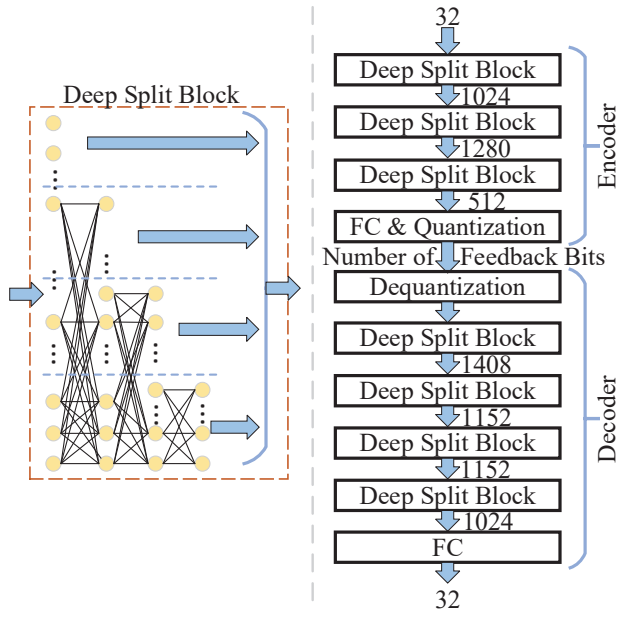 Deep Split Block
32
Deep Split Block
1024
Deep Split Block
1280
Deep Split Block
512
FC & Quantization
Number of Feedback Bits
Dequantization
Deep Split Block
1408
Deep Split Block
1152
Deep Split Block
1152
Deep Split Block
1024
FC
32
Encoder
Decoder